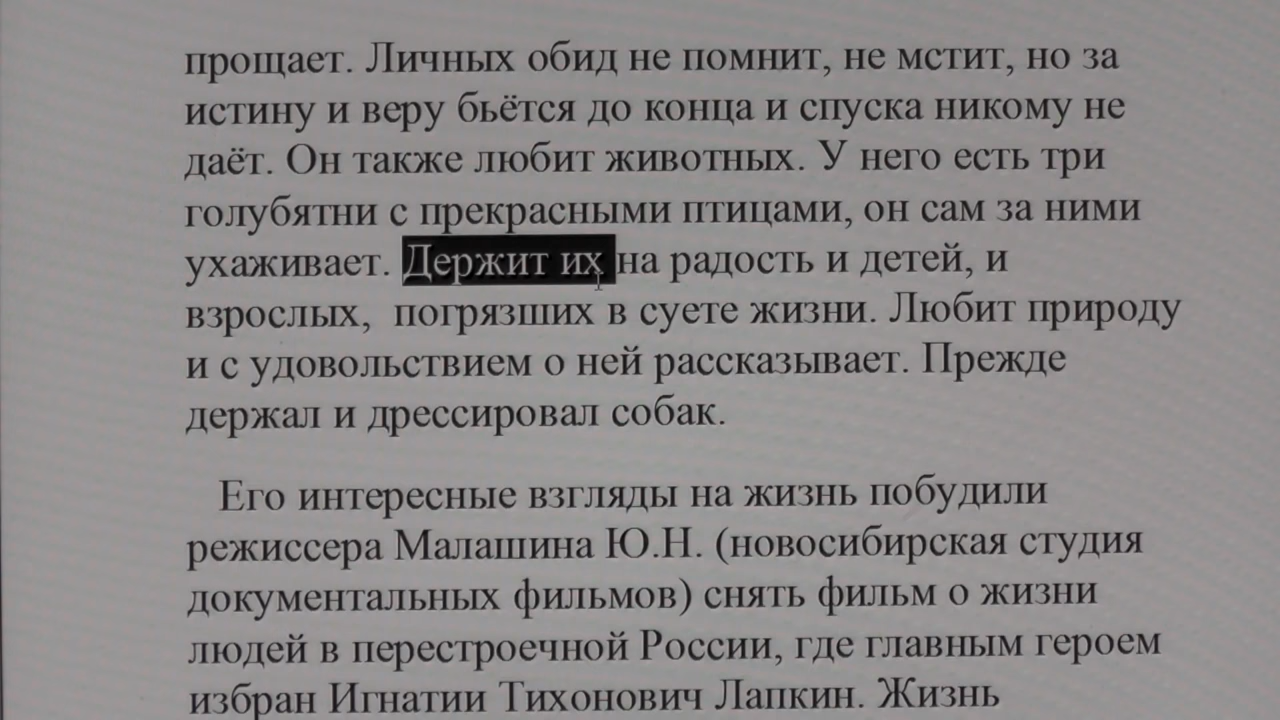 прощает. Личных обид не помнит, не мстит, но за
истину и веру бьётся до конца и спуска никому не
даёт. Он также любит животных. У него есть три
голубятни с прекрасными птицами, он сам за ними
ухаживает. Держит их на радость и детей, и
взрослых,  погрязших в суете жизни. Любит природу
и с удовольствием о ней рассказывает. Прежде
держал и дрессировал собак.
Его интересные взгляды на жизнь побудили
режиссера Малашина Ю.Н. (новосибирская студия
документальных фильмов) снять фильм о жизни
людей в перестроечной России, где главным героем
избран Игнатии Тихонович Лапкин. Жизнь